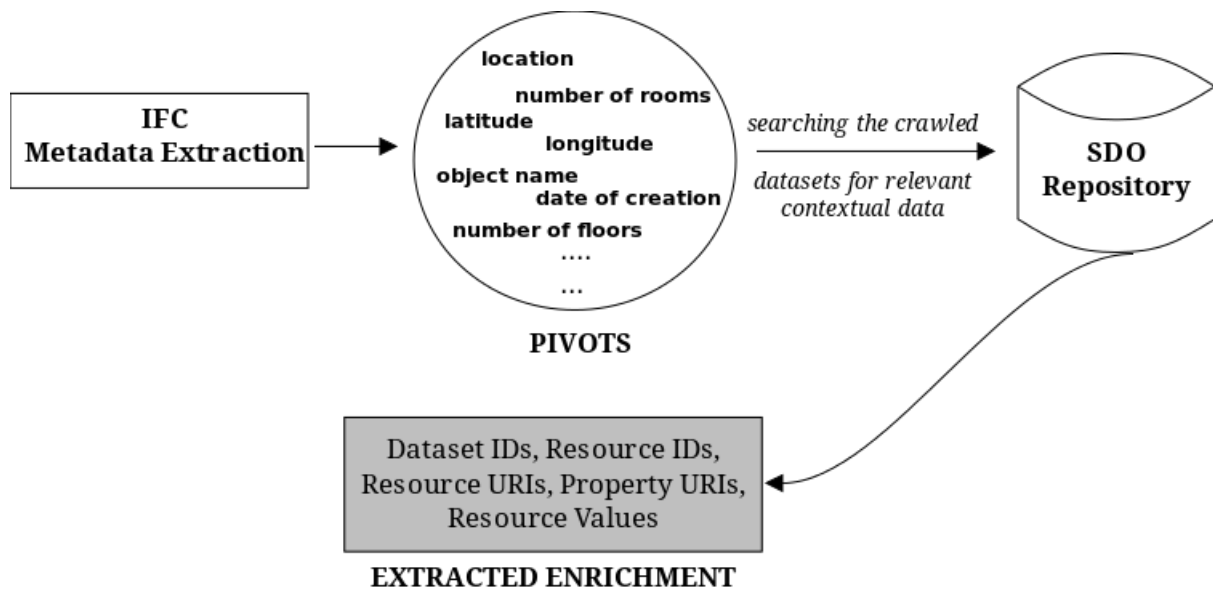 IFC
Metadata Extraction
location
number of rooms
latitude
longitude
object name
date of creation
number of floors
....
...
PIVOTS
searching the crawled
datasets for relevant
contextual data
SDO
Repository
Dataset IDs, Resource IDs,
Resource URIs, Property URIs,
Resource Values
EXTRACTED ENRICHMENT